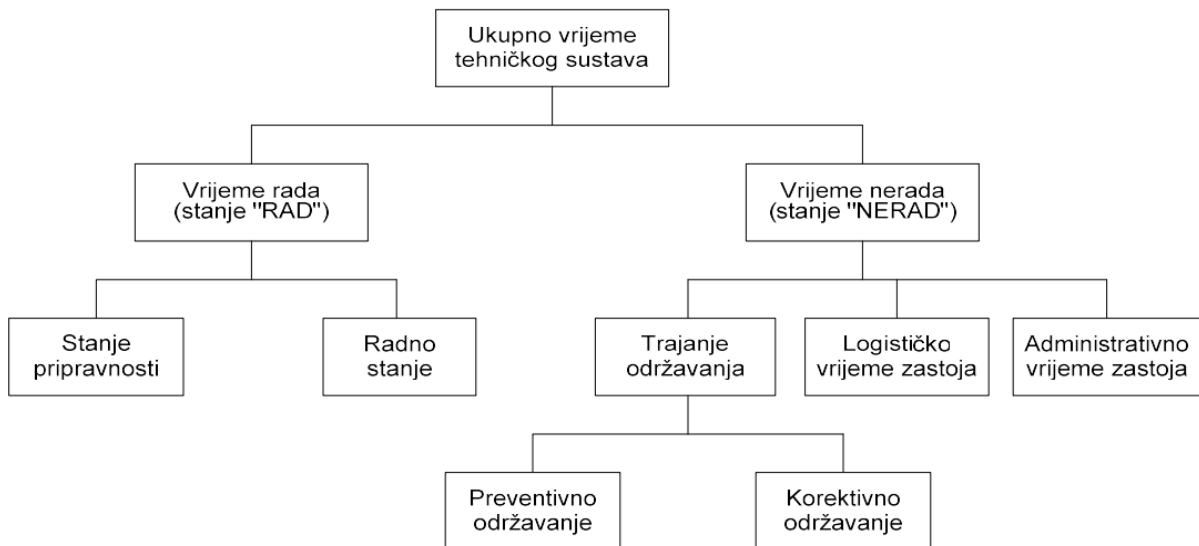 Ukupno vrijeme
tehničkog sustava
Vrijeme rada
(stanje "RAD")
Vrijeme nerada
(stanje "NERAD")
Stanje
pripravnosti
Radno
stanje
Trajanje
održavanja
Logističko
vrijeme zastoja
Administrativno
vrijeme zastoja
Preventivno
održavanje
Korektivno
održavanje